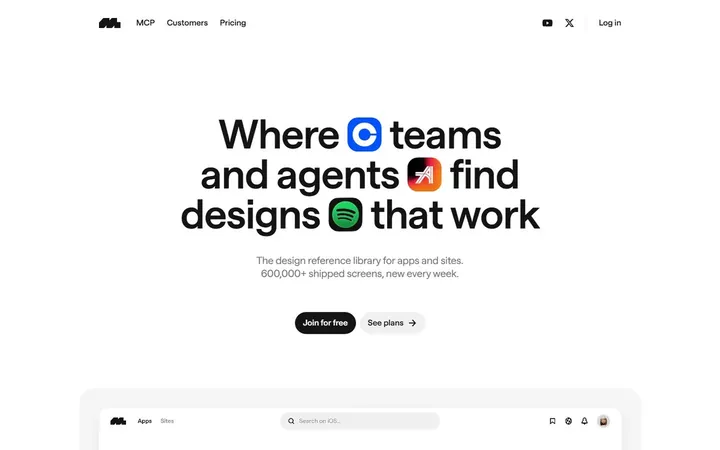 MCP Customers Pricing Log in
Where teams
and agents find
designs that work
The design reference library for apps and sites.
600,000+ shipped screens, new every week.
Join for free See plans
Apps Sites Search on iOS...